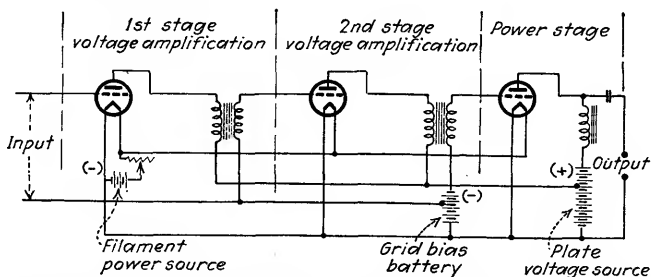 1st stage
voltage amplification
2nd stage
voltage amplification
Power stage
Input
(-)
(-)
(+)
Output
Filament
power source
Grid bias
battery
Plate
voltage source